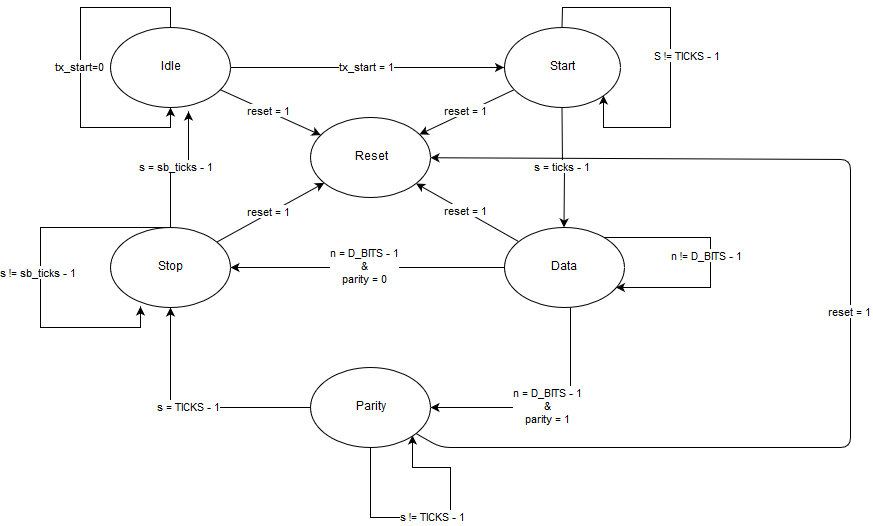 Idle
Start
tx_start=0
tx_start = 1
S != TICKS - 1
reset = 1
reset = 1
Reset
s = sb_ticks - 1
s = ticks - 1
reset = 1
reset = 1
Stop
n = D_BITS - 1
&
parity = 0
Data
n != D_BITS - 1
s != sb_ticks - 1
reset = 1
Parity
s = TICKS - 1
n = D_BITS - 1
&
parity = 1
s != TICKS - 1